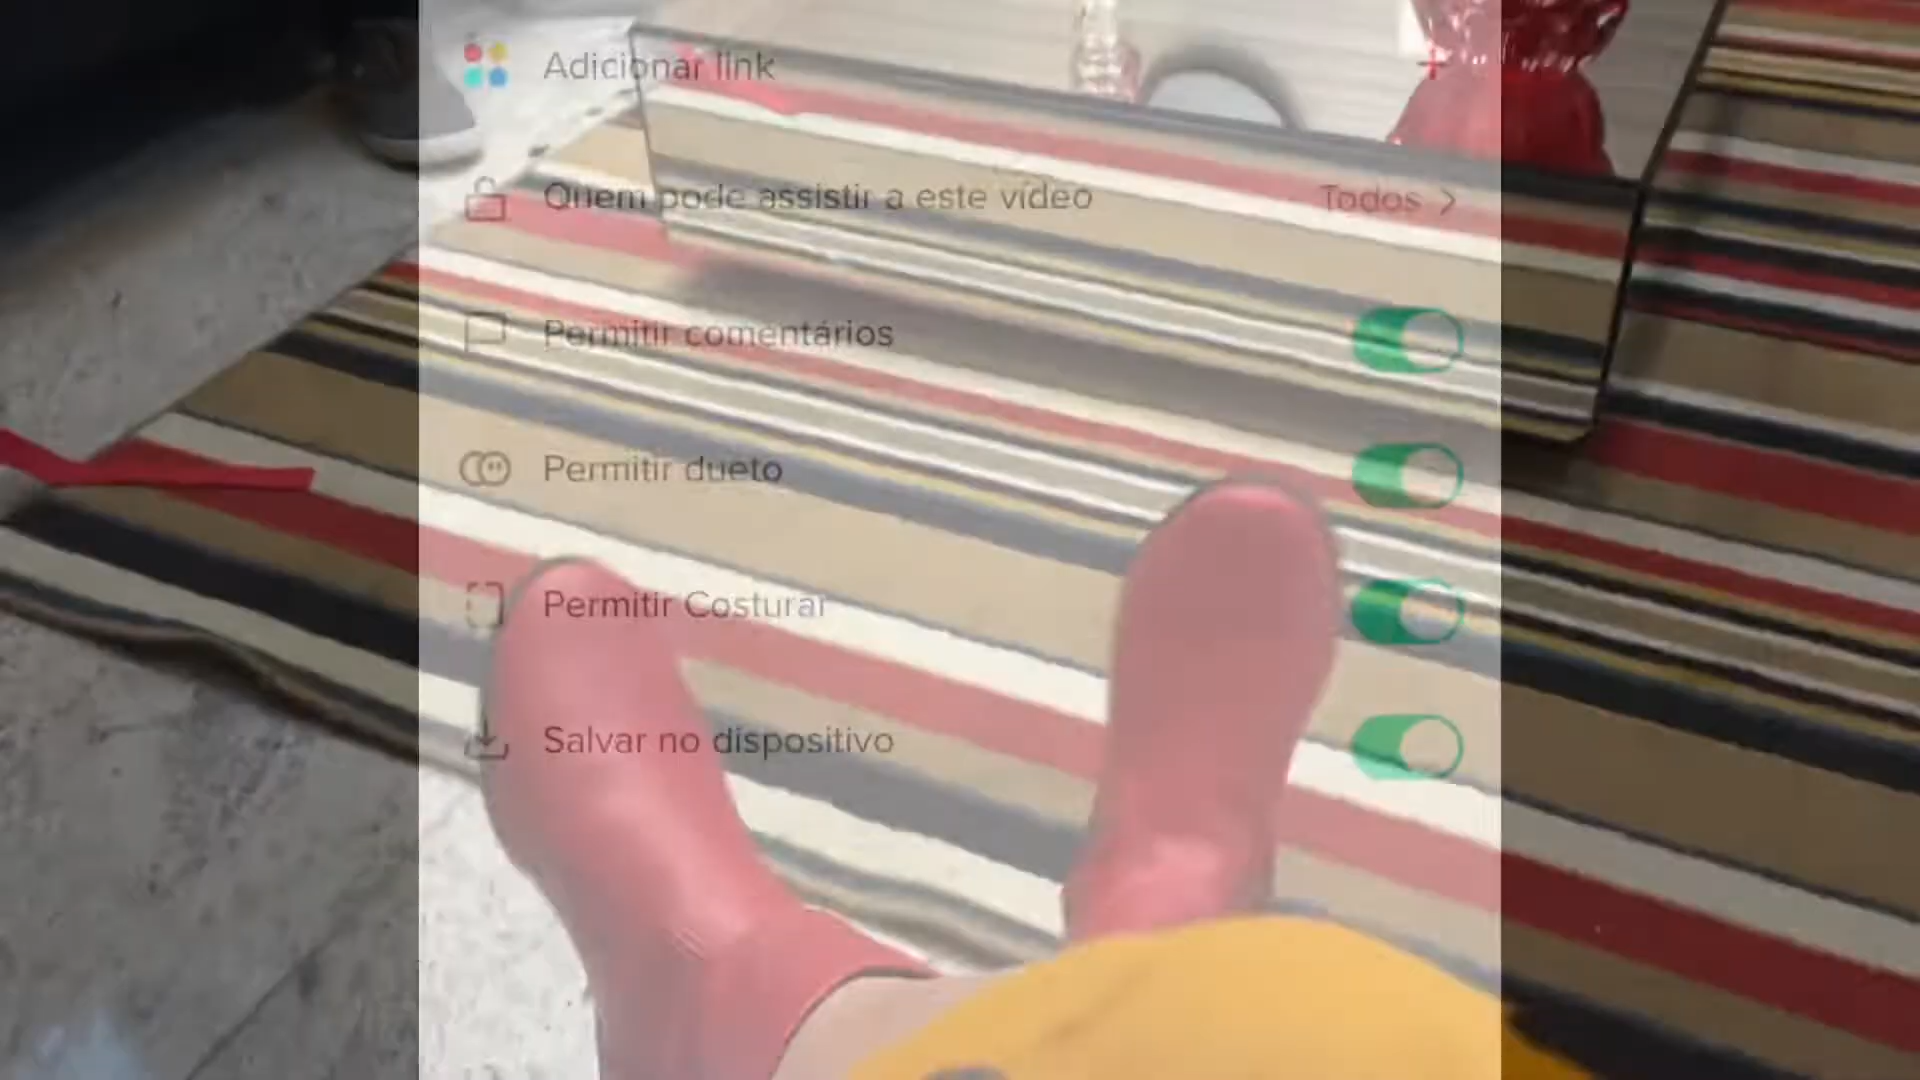 Adicionar link
Quem pode assistir a este vídeo Todos
Permitir comentários
Permitir dueto
Permitir Costurar
Salvar no dispositivo